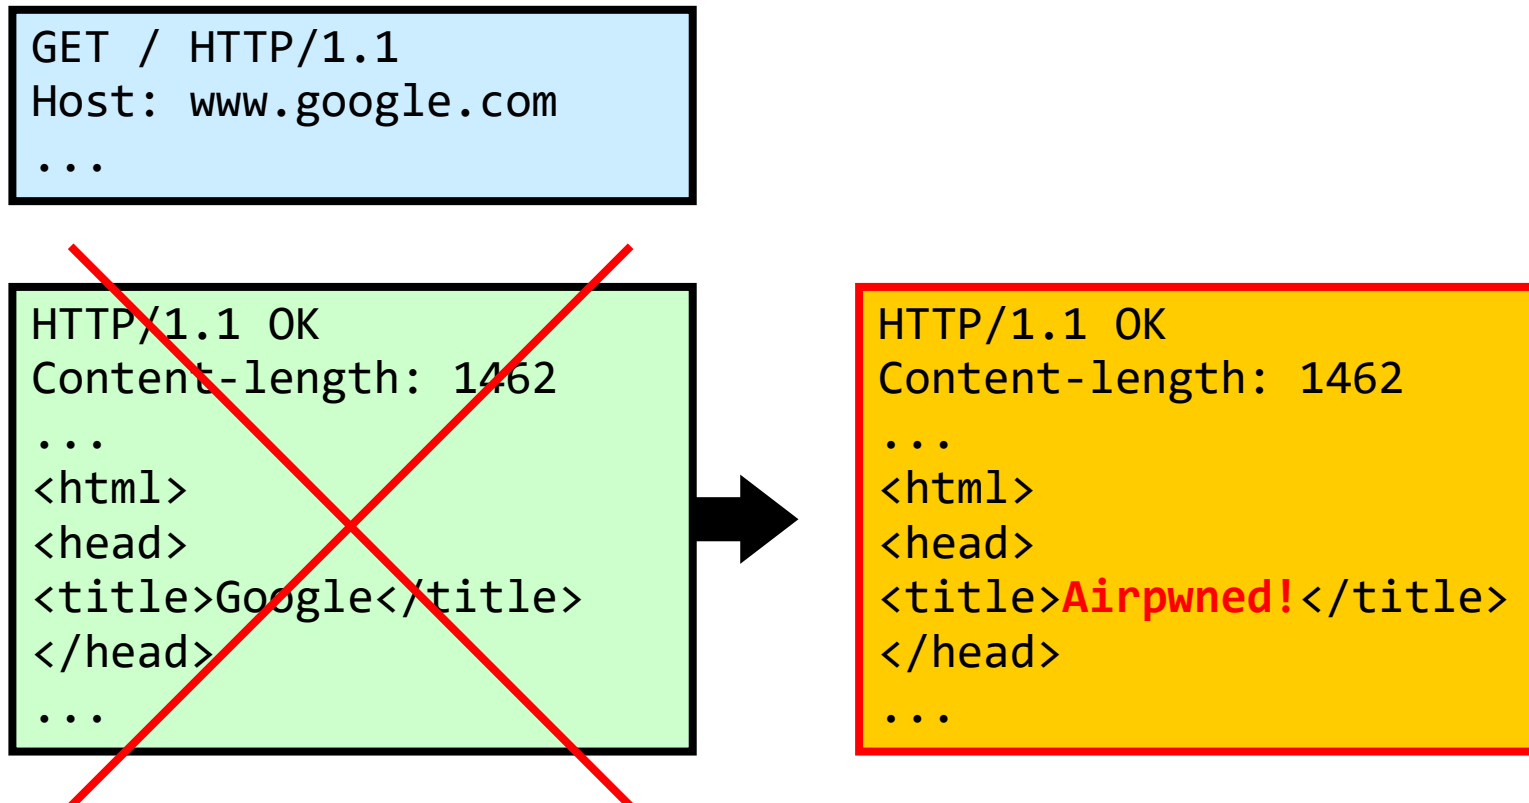 GET / HTTP/1.1
Host: www.google.com
...
HTTP/1.1 OK
Content-length: 1462
...
<html>
<head>
<title>Google</title>
</head>
...
HTTP/1.1 OK
Content-length: 1462
...
<html>
<head>
<title>Airpwned!</title>
</head>
...